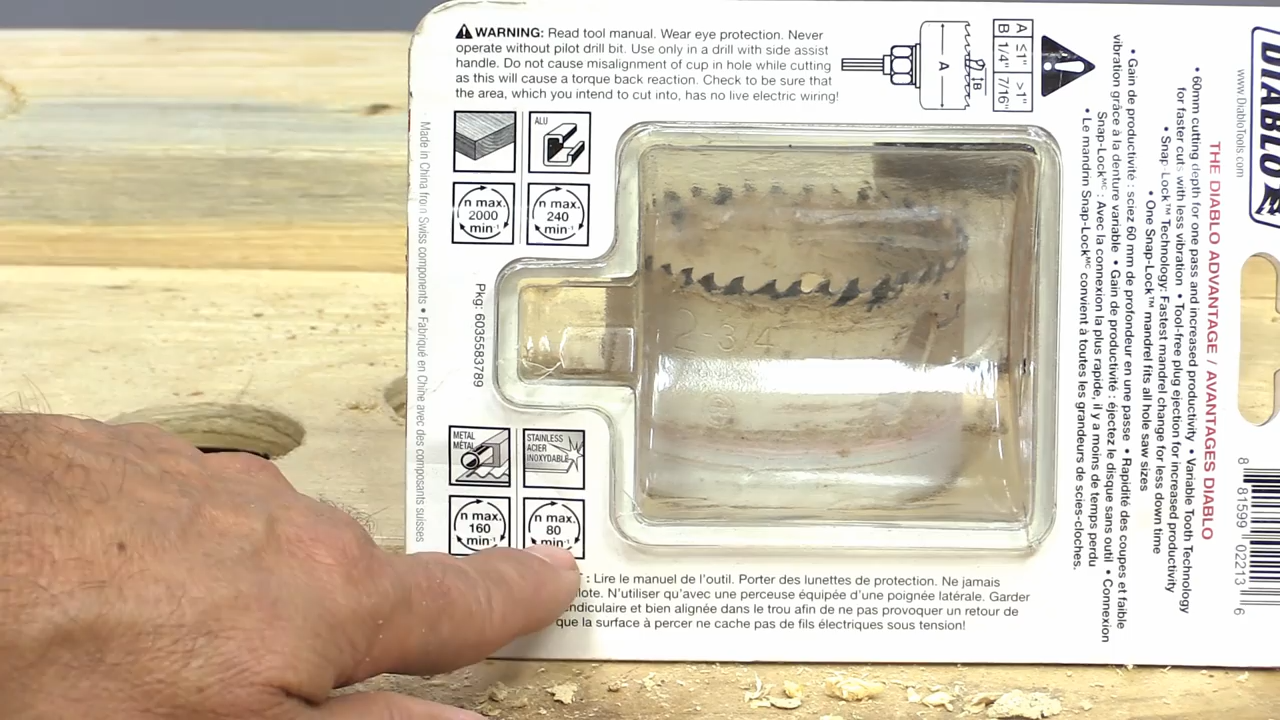 WARNING: Read tool manual. Wear eye protection. Never
operate without pilot drill bit. Use only in a drill with side assist
handle. Do not cause misalignment of cup in hole while cutting
as this will cause a torque back reaction. Check to be sure that
the area, which you intend to cut into, has no live electric wiring!
A
B
A ≤1" >1"
B 1/4" 7/16"
ALU
n max.
2000
min-1
n max.
240
min-1
Pkg: 6035583789
Made in China from Swiss components • Fabriqué en Chine avec des composants suisses
METAL
MÉTAL
STAINLESS
ACIER
INOXYDABLE
n max.
160
min-1
n max.
80
min-1
: Lire le manuel de l'outil. Porter des lunettes de protection. Ne jamais
N'utiliser qu'avec une perceuse équipée d'une poignée latérale. Garder
et bien alignée dans le trou afin de ne pas provoquer un retour de
que la surface à percer ne cache pas de fils électriques sous tension!
DIABLO
www.DiabloTools.com
THE DIABLO ADVANTAGE / AVANTAGES DIABLO
• 60mm cutting depth for one pass and increased productivity • Variable Tooth Technology
for faster cuts with less vibration • Tool-free plug ejection for increased productivity
• Snap-Lock™ Technology: Fastest mandrel change for less down time
• One Snap-Lock™ mandrel fits all hole saw sizes
• Gain de productivité : sciez 60 mm de profondeur en une passe • Rapidité des coupes et faible
vibration grâce à la denture variable • Gain de productivité : éjectez le disque sans outil • Connexion
Snap-LockMC : Avec la connexion la plus rapide, il y a moins de temps perdu
• Le mandrin Snap-LockMC convient à toutes les grandeurs de scies-cloches.
8 81599 02213 6